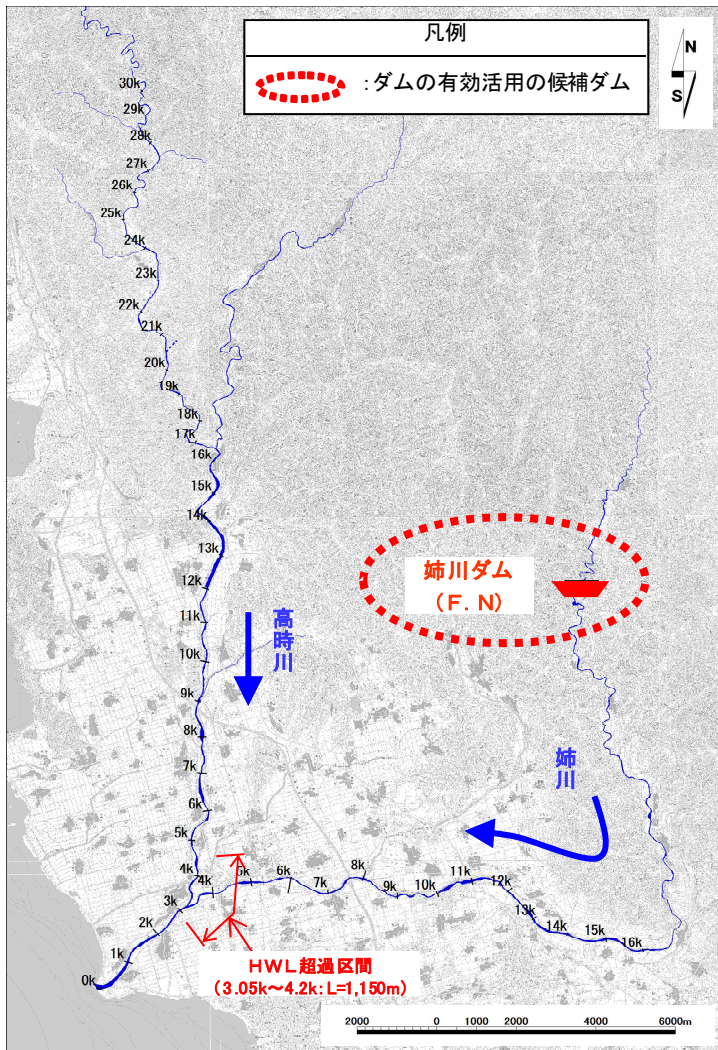 凡例
:ダムの有効活用の候補ダム
N
S
30k
29k
28k
27k
26k
25k
24k
23k
22k
21k
20k
19k
18k
17k
16k
15k
14k
13k
12k
11k
10k
9k
8k
7k
6k
5k
4k
3k
2k
1k
0k
高時川
姉川ダム
(F.N)
姉川
4k
5k
6k
7k
8k
9k
10k
11k
12k
13k
14k
15k
16k
HWL超過区間
(3.05k~4.2k:L=1,150m)
2000 0 1000 2000 4000 6000m